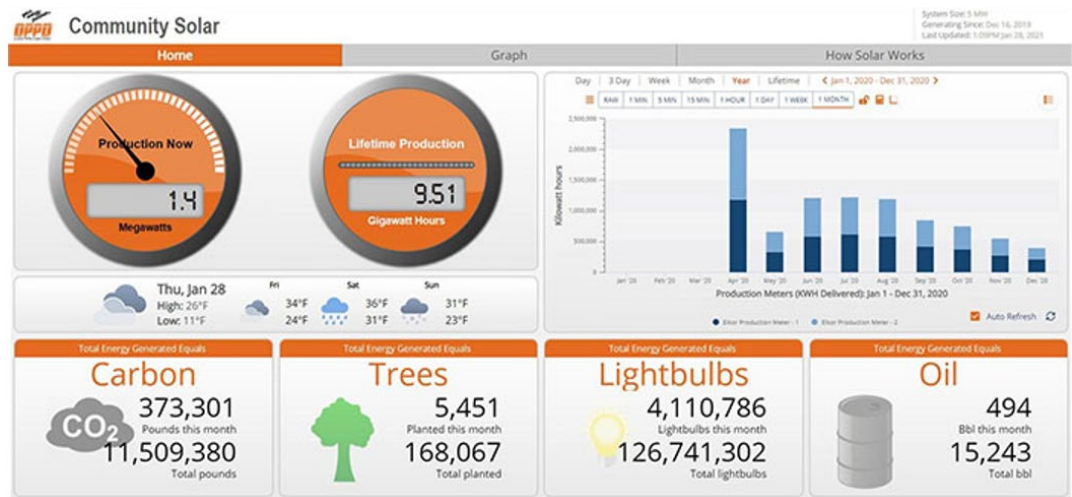 OPPD
Community Solar
System Size: 5 MW
Generating Since: Dec 16, 2019
Last Updated: 1:09PM Jan 28, 2021
Home
Graph
How Solar Works
Production Now
1.4
Megawatts
Lifetime Production
9.51
Gigawatt Hours
Day 3 Day Week Month Year Lifetime < Jan 1, 2020 - Dec 31, 2020 >
RAW 1 MIN 5 MIN 15 MIN 1 HOUR 1 DAY 1 WEEK 1 MONTH
Kilowatt hours
2,500,000
2,000,000
1,500,000
1,000,000
500,000
0
Jan '20 Feb '20 Mar '20 Apr '20 May '20 Jun '20 Jul '20 Aug '20 Sep '20 Oct '20 Nov '20 Dec '20
Production Meters (KWH Delivered): Jan 1 - Dec 31, 2020
Elkor Production Meter - 1 Elkor Production Meter - 2
Auto Refresh
Thu, Jan 28
High: 26°F
Low: 11°F
Fri
34°F
24°F
Sat
36°F
31°F
Sun
31°F
23°F
Total Energy Generated Equals
Carbon
CO2
373,301
Pounds this month
11,509,380
Total pounds
Total Energy Generated Equals
Trees
5,451
Planted this month
168,067
Total planted
Total Energy Generated Equals
Lightbulbs
4,110,786
Lightbulbs this month
126,741,302
Total lightbulbs
Total Energy Generated Equals
Oil
494
Bbl this month
15,243
Total bbl